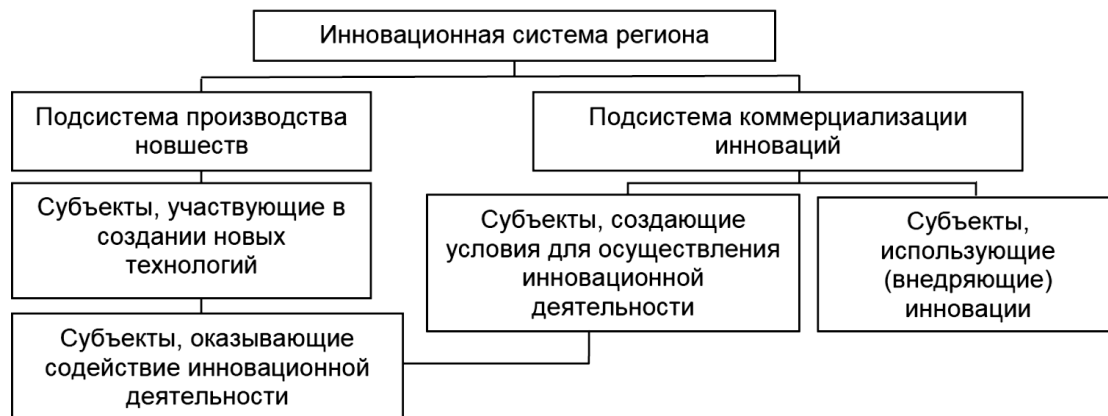 Инновационная система региона
Подсистема производства
новшеств
Подсистема коммерциализации
инноваций
Субъекты, участвующие в
создании новых
технологий
Субъекты, создающие
условия для осуществления
инновационной
деятельности
Субъекты,
использующие
(внедряющие)
инновации
Субъекты, оказывающие
содействие инновационной
деятельности